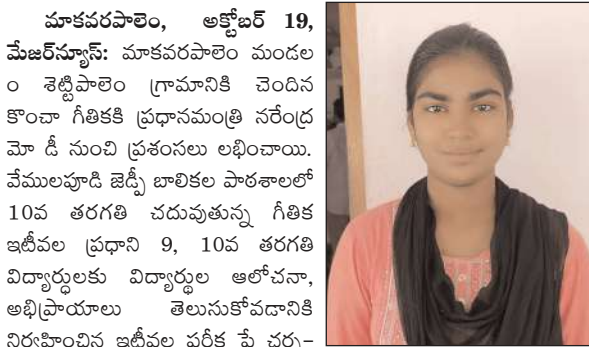 మాకవరపాలెం, అక్టోబర్ 19,
మేజర్‌న్యూస్: మాకవరపాలెం మండల
ం శెట్టిపాలెం గ్రామానికి చెందిన
కొంచా గీతికకి ప్రధానమంత్రి నరేంద్ర
మో డీ నుంచి ప్రశంసలు లభించాయి.
వేములపూడి జెడ్పీ బాలికల పాఠశాలలో
10వ తరగతి చదువుతున్న గీతిక
ఇటీవల ప్రధాని 9, 10వ తరగతి
విద్యార్ధులకు విద్యార్థుల ఆలోచనా,
అభిప్రాయాలు తెలుసుకోవడానికి
నిర్వహించిన ఇటీవల పరీక్ష పే చర్చ-